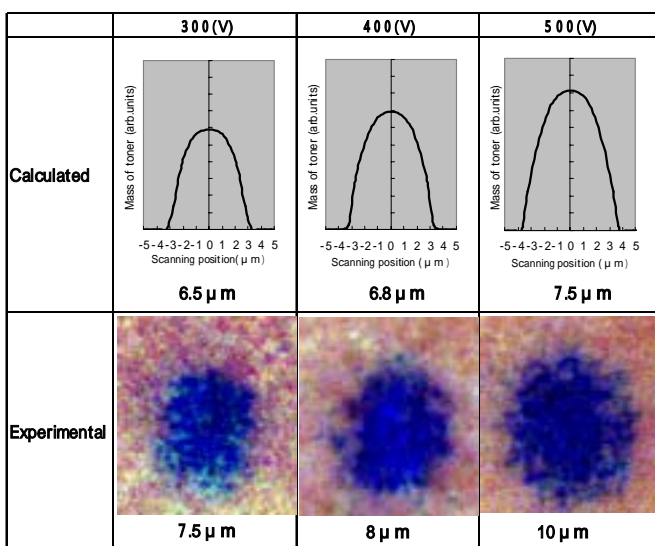 300(V) 400(V) 500(V)
Calculated
Mass of toner (arb.units)
-5-4-3-2-1 0 1 2 3 4 5
Scanning position(μm)
6.5μm
Mass of toner (arb.units)
-5-4-3-2-1 0 1 2 3 4 5
Scanning position (μm)
6.8μm
Mass of toner (arb.units)
-5-4-3-2-1 0 1 2 3 4 5
Scanning position (μm)
7.5μm
Experimental
7.5μm
8μm
10μm